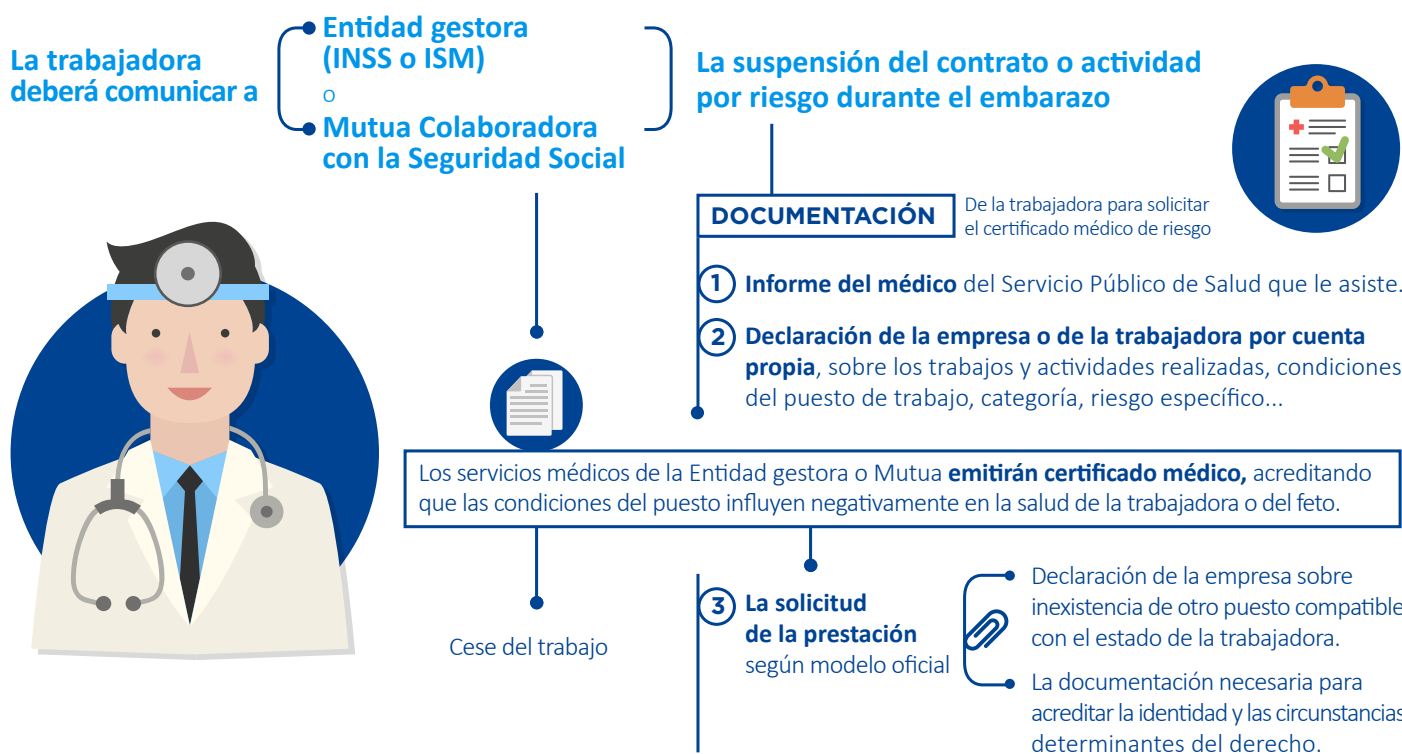 La trabajadora
deberá comunicar a
Entidad gestora
(INSS o ISM)
o
Mutua Colaboradora
con la Seguridad Social
La suspensión del contrato o actividad
por riesgo durante el embarazo
DOCUMENTACIÓN
De la trabajadora para solicitar
el certificado médico de riesgo
1 Informe del médico del Servicio Público de Salud que le asiste.
2 Declaración de la empresa o de la trabajadora por cuenta
propia, sobre los trabajos y actividades realizadas, condiciones
del puesto de trabajo, categoría, riesgo específico...
Los servicios médicos de la Entidad gestora o Mutua emitirán certificado médico, acreditando
que las condiciones del puesto influyen negativamente en la salud de la trabajadora o del feto.
Cese del trabajo
3 La solicitud
de la prestación
según modelo oficial
Declaración de la empresa sobre
inexistencia de otro puesto compatible
con el estado de la trabajadora.
La documentación necesaria para
acreditar la identidad y las circunstancias
determinantes del derecho.